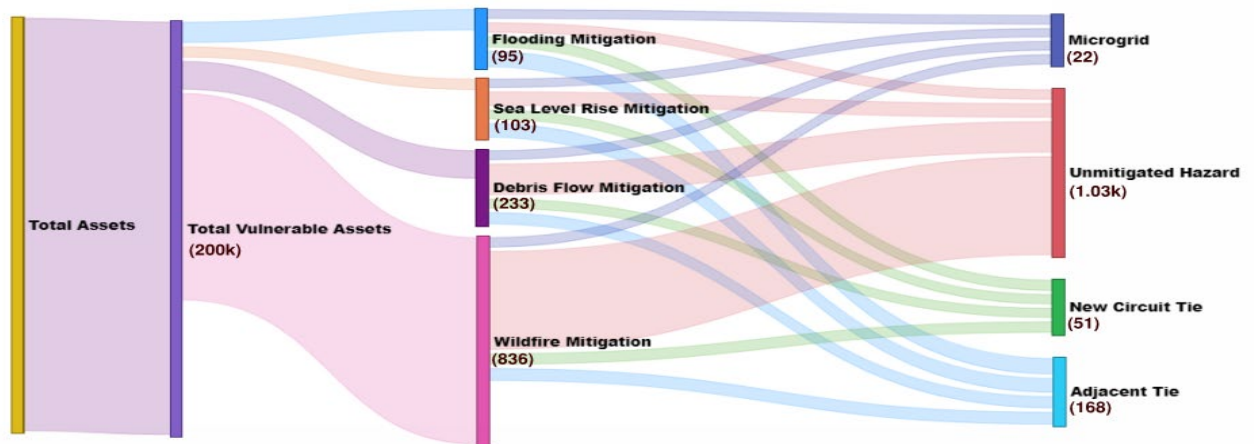 Total Assets
Total Vulnerable Assets
(200k)
Flooding Mitigation
(95)
Sea Level Rise Mitigation
(103)
Debris Flow Mitigation
(233)
Wildfire Mitigation
(836)
Microgrid
(22)
Unmitigated Hazard
(1.03k)
New Circuit Tie
(51)
Adjacent Tie
(168)